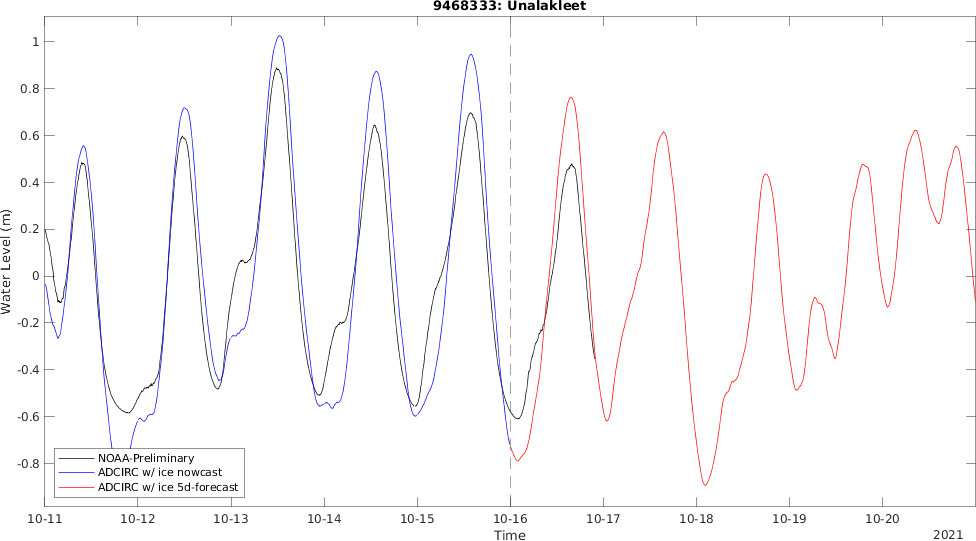 9468333: Unalakleet
Water Level (m)
1
0.8
0.6
0.4
0.2
0
-0.2
-0.4
-0.6
-0.8
NOAA-Preliminary
ADCIRC w/ ice nowcast
ADCIRC w/ ice 5d-forecast
10-11 10-12 10-13 10-14 10-15 10-16 10-17 10-18 10-19 10-20
Time
2021